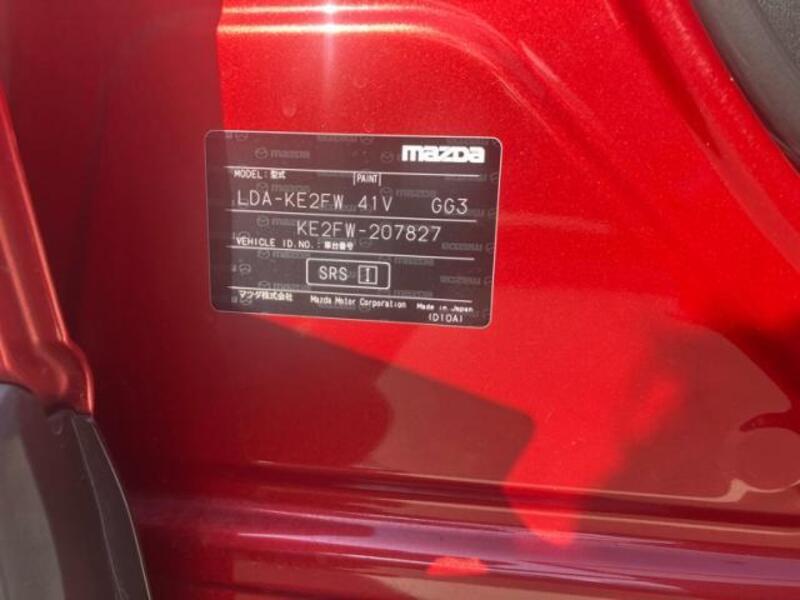 mazda
MODEL: 型式 PAINT
LDA-KE2FW 41V GG3
KE2FW-207827
VEHICLE ID.NO.: 車台番号
SRS I
マツダ株式会社 Mazda Motor Corporation Made in Japan
(D10A)